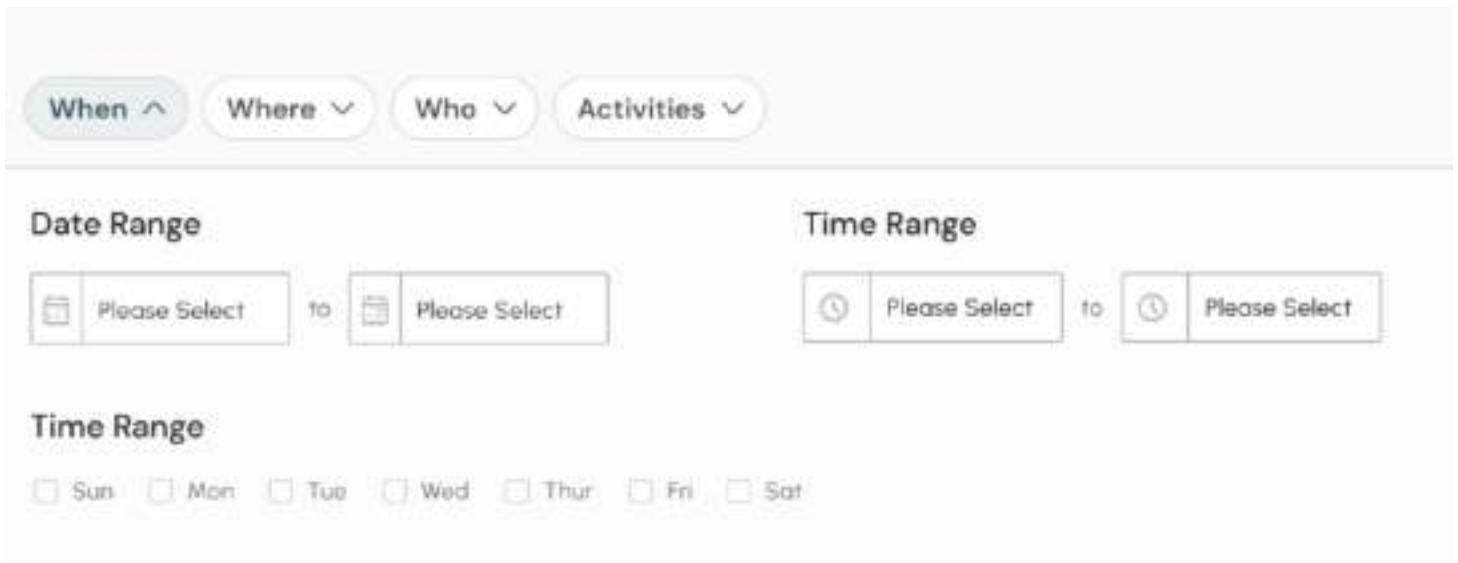 When Where Who Activities
Date Range Time Range
Please Select to Please Select Please Select to Please Select
Time Range
Sun Mon Tue Wed Thur Fri Sat